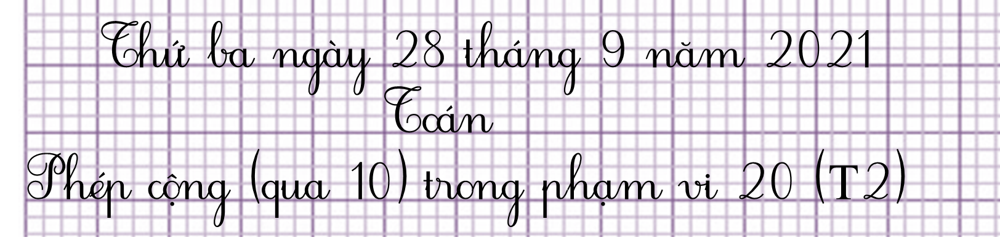 Thứ ba ngày 28 tháng 9 năm 2021
Toán
Phép cộng (qua 10) trong phạm vi 20 (T2)